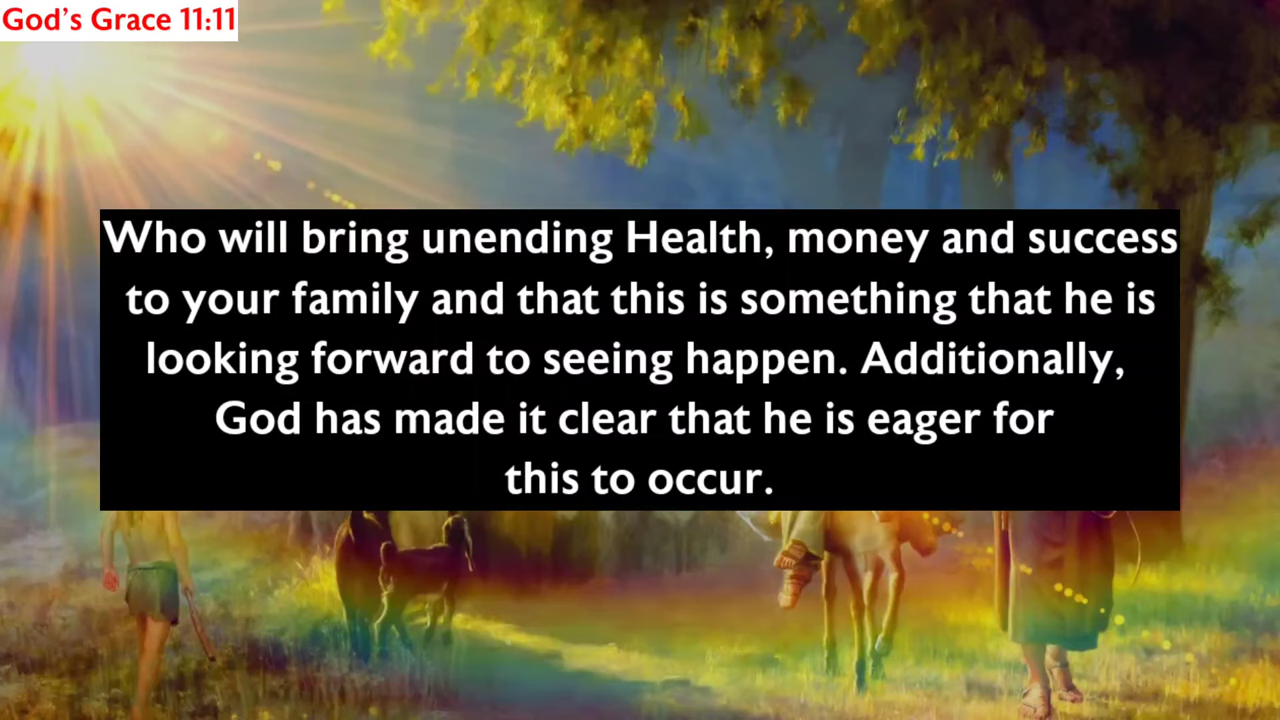 God's Grace 11:11
Who will bring unending Health, money and success
to your family and that this is something that he is
looking forward to seeing happen. Additionally,
God has made it clear that he is eager for
this to occur.